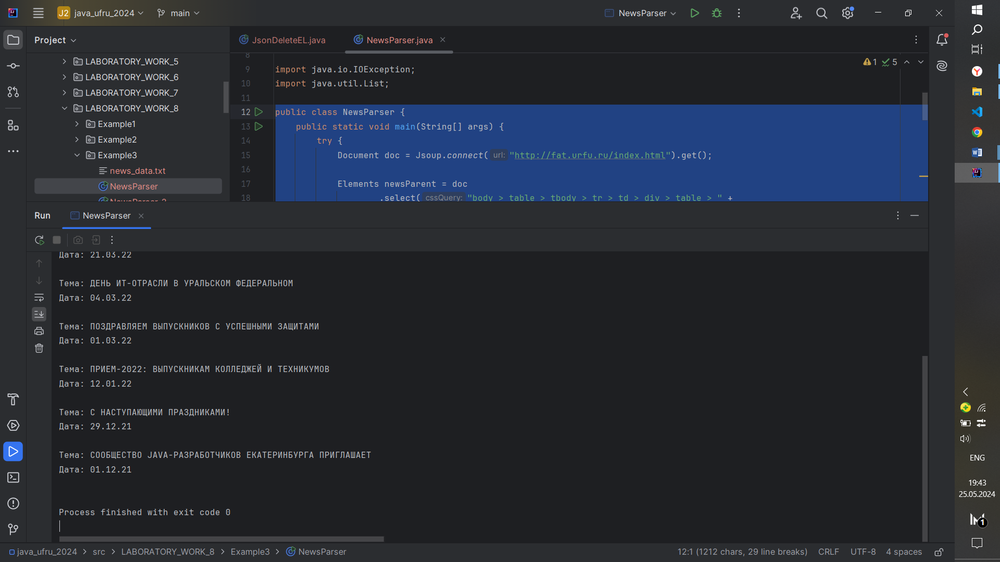 J2 java_ufru_2024 main NewsParser
Project
JsonDeleteEL.java NewsParser.java
LABORATORY_WORK_5
LABORATORY_WORK_6
LABORATORY_WORK_7
LABORATORY_WORK_8
Example1
Example2
Example3
news_data.txt
NewsParser
NewsParser_2
8
9 import java.io.IOException;
10 import java.util.List;
11
12 public class NewsParser {
13 public static void main(String[] args) {
14 try {
15 Document doc = Jsoup.connect( url: "http://fat.urfu.ru/index.html").get();
16
17 Elements newsParent = doc
18 .select( cssQuery: "body > table > tbody > tr > td > div > table > " +
1 5
Run NewsParser
Дата: 21.03.22
Тема: ДЕНЬ ИТ-ОТРАСЛИ В УРАЛЬСКОМ ФЕДЕРАЛЬНОМ
Дата: 04.03.22
Тема: ПОЗДРАВЛЯЕМ ВЫПУСКНИКОВ С УСПЕШНЫМИ ЗАЩИТАМИ
Дата: 01.03.22
Тема: ПРИЕМ-2022: ВЫПУСКНИКАМ КОЛЛЕДЖЕЙ И ТЕХНИКУМОВ
Дата: 12.01.22
Тема: С НАСТУПАЮЩИМИ ПРАЗДНИКАМИ!
Дата: 29.12.21
Тема: СООБЩЕСТВО JAVA-РАЗРАБОТЧИКОВ ЕКАТЕРИНБУРГА ПРИГЛАШАЕТ
Дата: 01.12.21
Process finished with exit code 0
java_ufru_2024 > src > LABORATORY_WORK_8 > Example3 > NewsParser
12:1 (1212 chars, 29 line breaks) CRLF UTF-8 4 spaces
ENG
19:43
25.05.2024
1